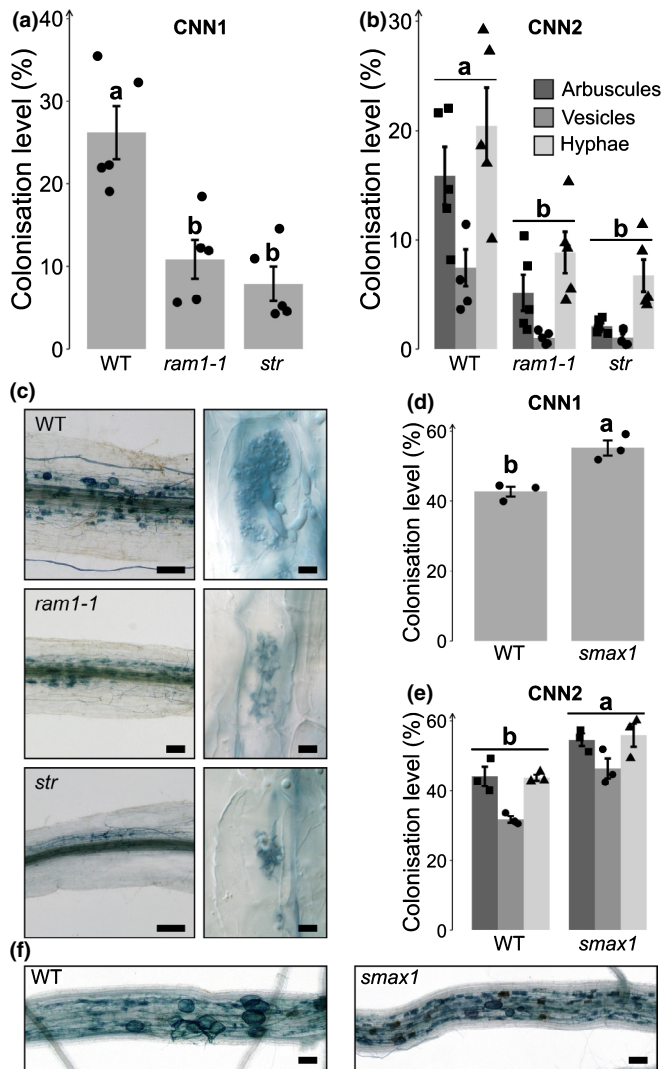 (a)
CNN1
Colonisation level (%)
40
30
20
10
0
a
b
b
WT
ram1-1
str
(b)
CNN2
Colonisation level (%)
30
20
10
0
a
b
b
Arbuscules
Vesicles
Hyphae
WT
ram1-1
str
(c)
WT
ram1-1
str
(d)
CNN1
Colonisation level (%)
60
40
20
0
b
a
WT
smax1
(e)
CNN2
Colonisation level (%)
60
40
20
0
b
a
WT
smax1
(f)
WT
smax1